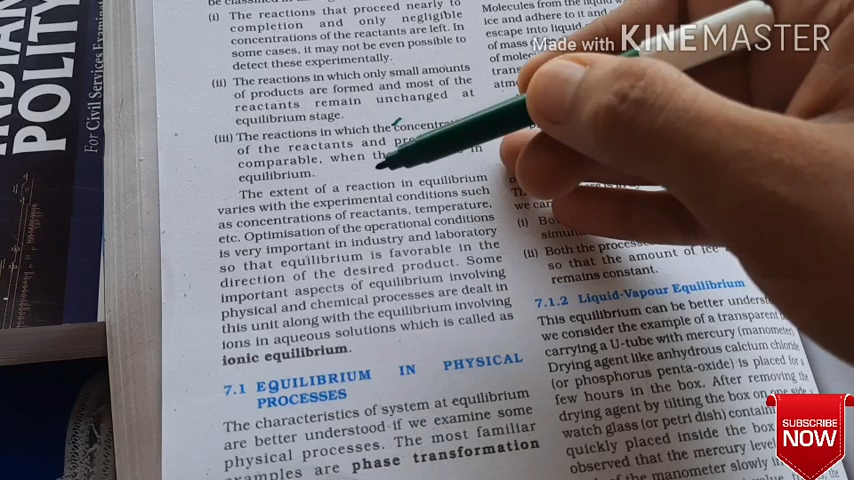 INDIAN
POLITY
For Civil Services Examinat
(i) The reactions that proceed nearly to
completion and only negligible
concentrations of the reactants are left. In
some cases, it may not be even possible to
detect these experimentally.
(ii) The reactions in which only small amounts
of products are formed and most of the
reactants remain unchanged at
equilibrium stage.
(iii) The reactions in which the concentrat
of the reactants and
comparable, when in
equilibrium.
The extent of a reaction in equilibrium
varies with the experimental conditions such
as concentrations of reactants, temperature,
etc. Optimisation of the operational conditions
is very important in industry and laboratory
so that equilibrium is favorable in the
direction of the desired product. Some
important aspects of equilibrium involving
physical and chemical processes are dealt in
this unit along with the equilibrium involving
ions in aqueous solutions which is called as
ionic equilibrium.
7.1 EQUILIBRIUM IN PHYSICAL
PROCESSES
The characteristics of system at equilibrium
are better understood if we examine some
physical processes. The most familiar
examples are phase transformation
Molecules from the liquid
ice and adhere to it and
escape into liquid
of mass
of
we can
(i)
(ii) Both the processes
so that the amount of ice
remains constant.
7.1.2 Liquid-Vapour Equilibrium
This equilibrium can be better underst
we consider the example of a transparent
carrying a U-tube with mercury (manometer
Drying agent like anhydrous calcium chloride
(or phosphorus penta-oxide) is placed for a
few hours in the box. After removing the
drying agent by tilting the box on one side
watch glass (or petri dish) contain
quickly placed inside the box
observed that the mercury level
of the manometer slowly in
Made with KINEMASTER
SUBSCRIBE
NOW